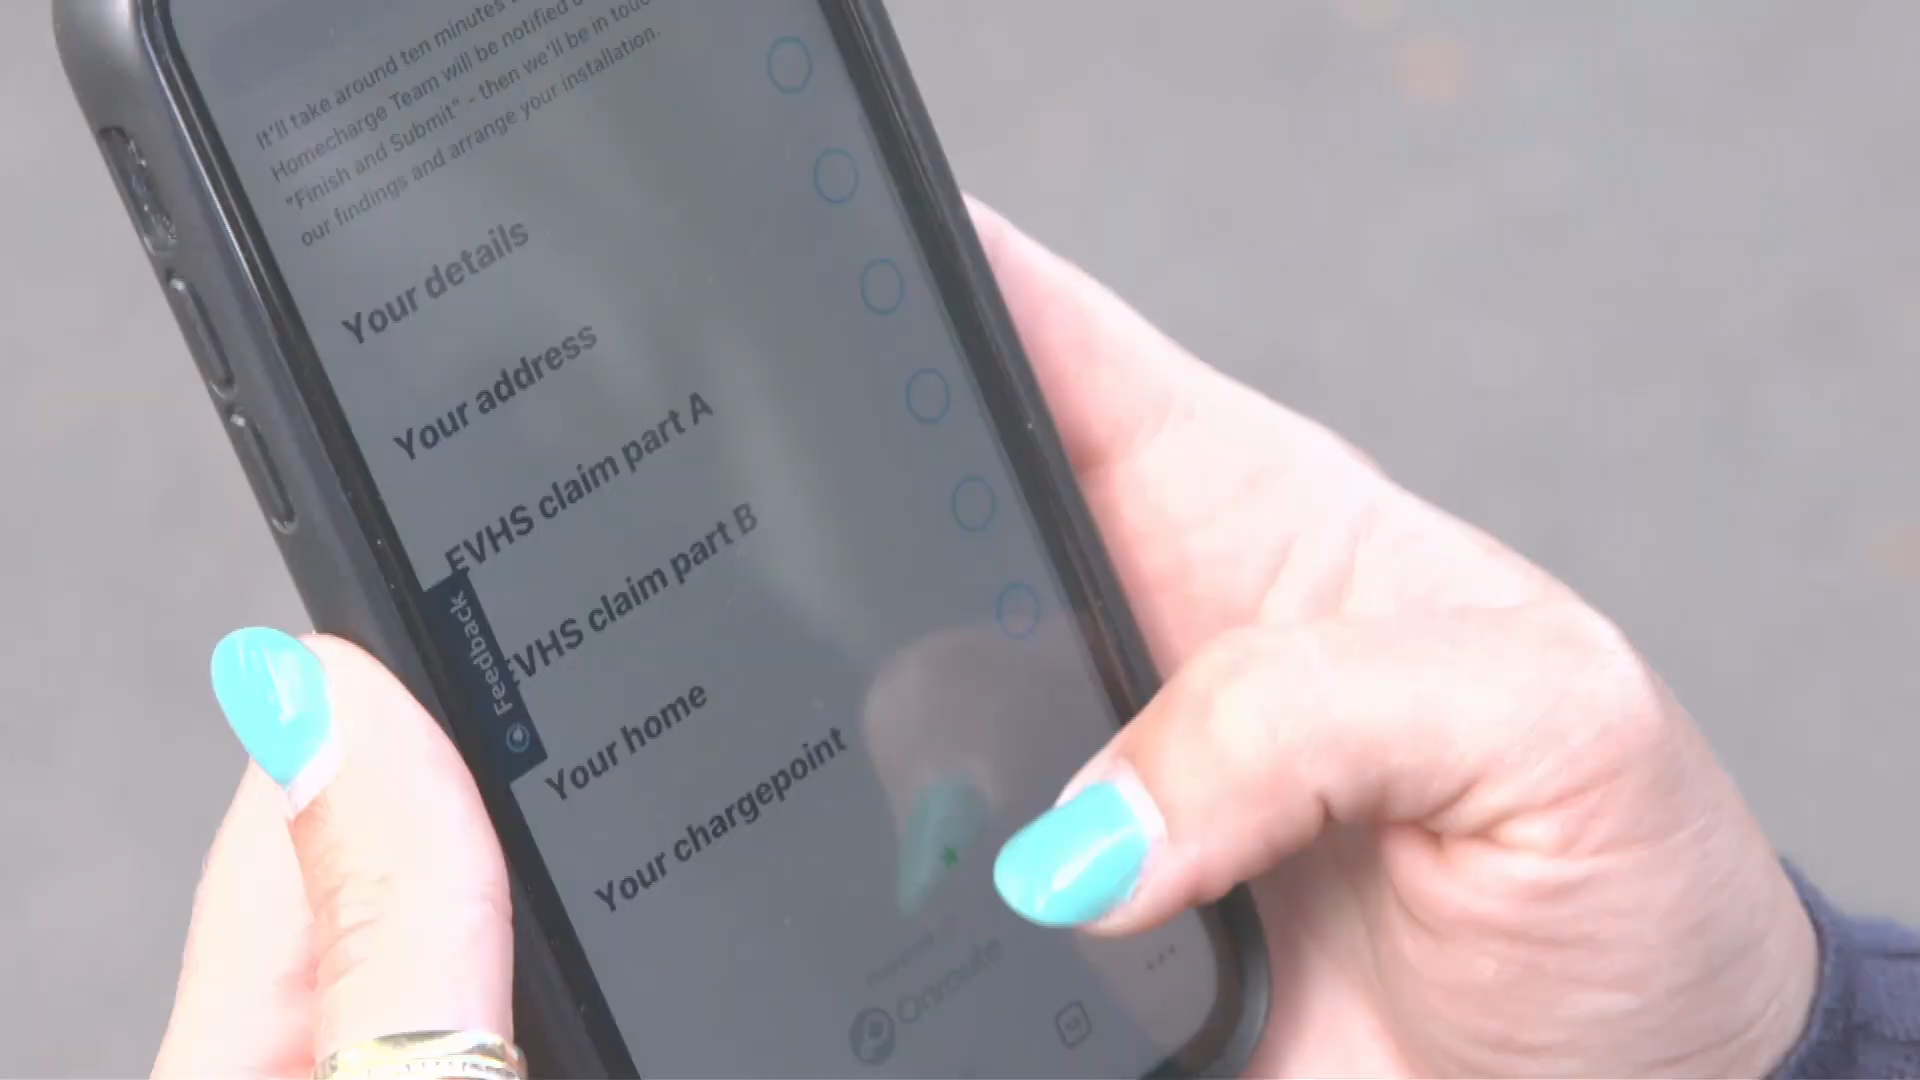 It'll take around ten minutes
Homecharge Team will be notified
"Finish and Submit" - then we'll be in touch
our findings and arrange your installation.
Your details
Your address
EVHS claim part A
EVHS claim part B
Your home
Your chargepoint
Feedback
Onroute